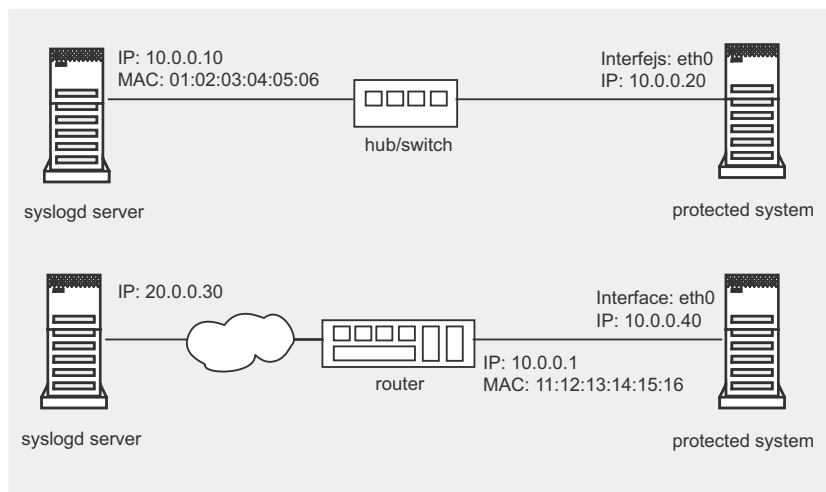 IP: 10.0.0.10
MAC: 01:02:03:04:05:06
Interfejs: eth0
IP: 10.0.0.20
hub/switch
syslogd server
protected system
IP: 20.0.0.30
Interface: eth0
IP: 10.0.0.40
IP: 10.0.0.1
MAC: 11:12:13:14:15:16
router
syslogd server
protected system